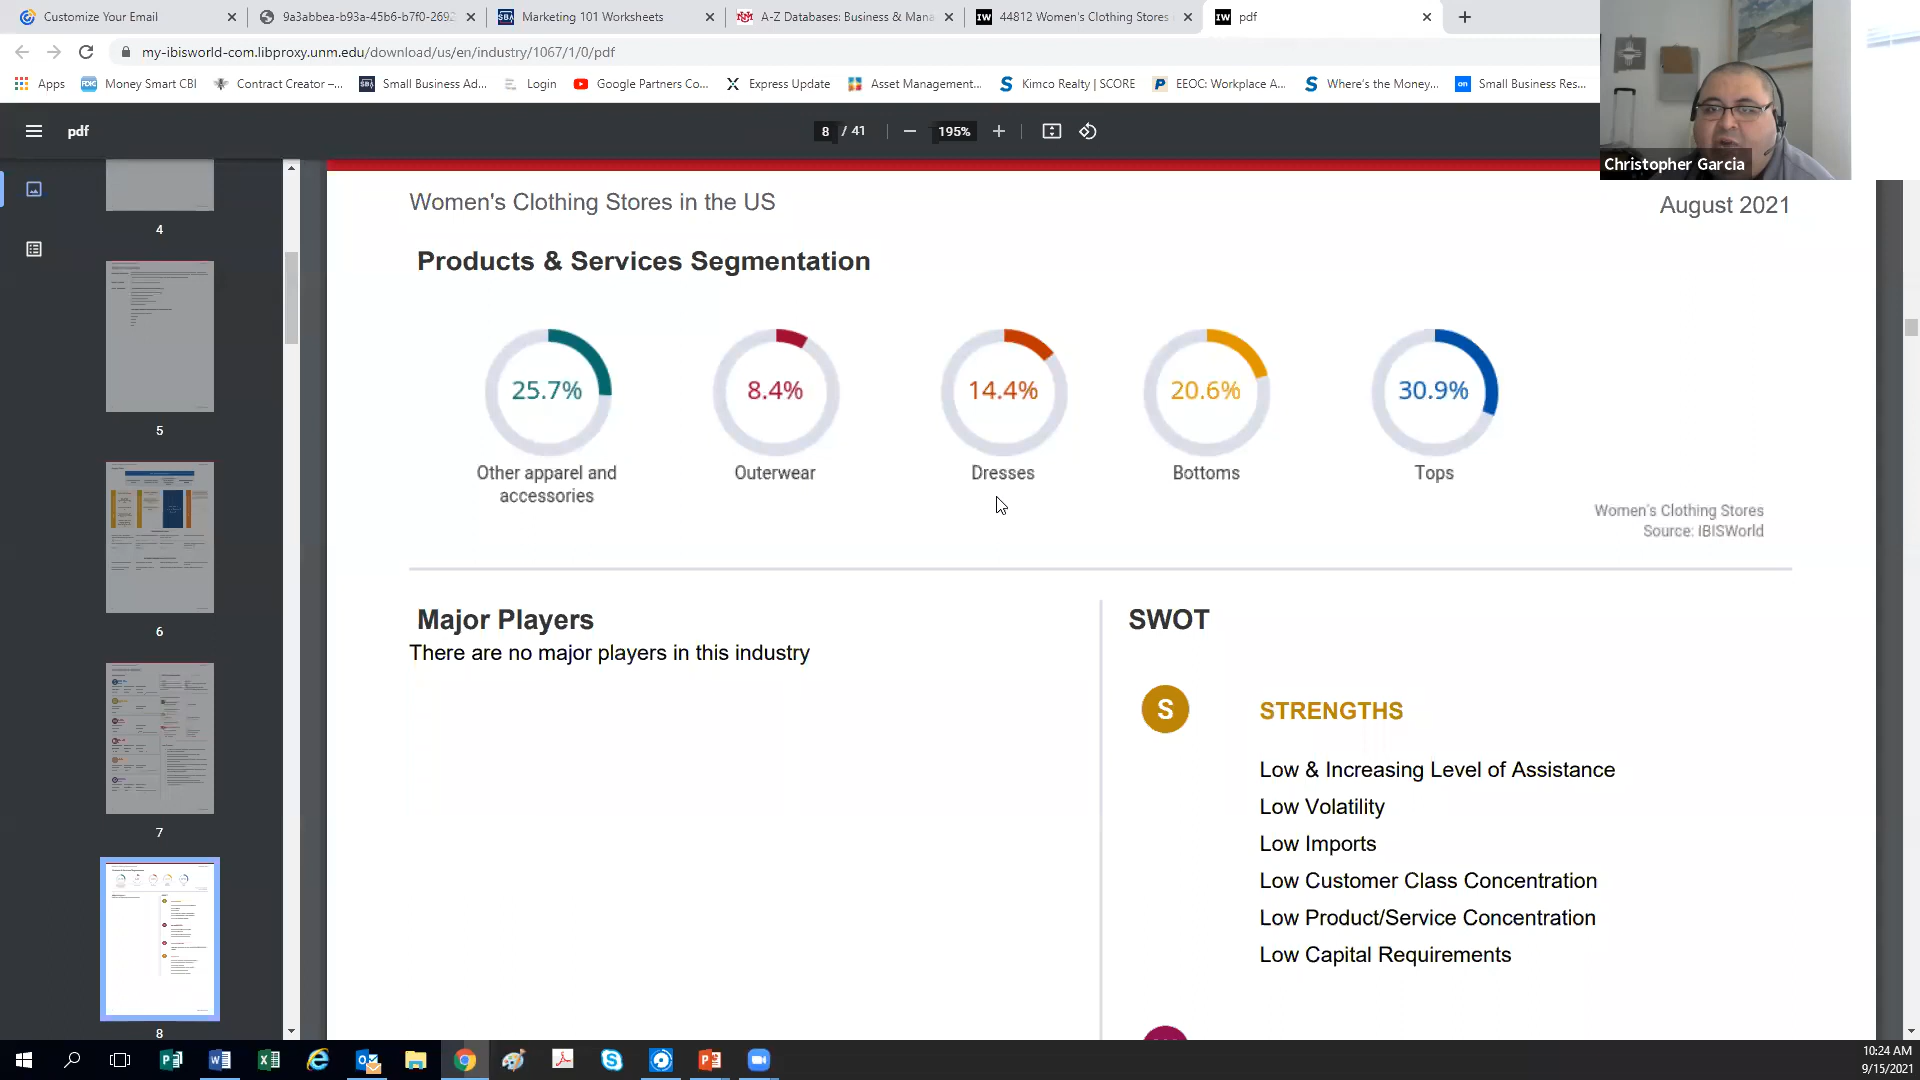 Customize Your Email
9a3abbea-b93a-45b6-b7f0-2692
Marketing 101 Worksheets
A-Z Databases: Business & Mana
44812 Women's Clothing Stores
pdf
my-ibisworld-com.libproxy.unm.edu/download/us/en/industry/1067/1/0/pdf
Apps
Money Smart CBI
Contract Creator –...
Small Business Ad...
Login
Google Partners Co...
Express Update
Asset Management...
Kimco Realty | SCORE
EEOC: Workplace A...
Where's the Money...
Small Business Res...
pdf
8 / 41
195%
Christopher Garcia
4
5
6
7
8
Women's Clothing Stores in the US
August 2021
Products & Services Segmentation
25.7%
8.4%
14.4%
20.6%
30.9%
Other apparel and
accessories
Outerwear
Dresses
Bottoms
Tops
Women's Clothing Stores
Source: IBISWorld
Major Players
There are no major players in this industry
SWOT
S
STRENGTHS
Low & Increasing Level of Assistance
Low Volatility
Low Imports
Low Customer Class Concentration
Low Product/Service Concentration
Low Capital Requirements
10:24 AM
9/15/2021